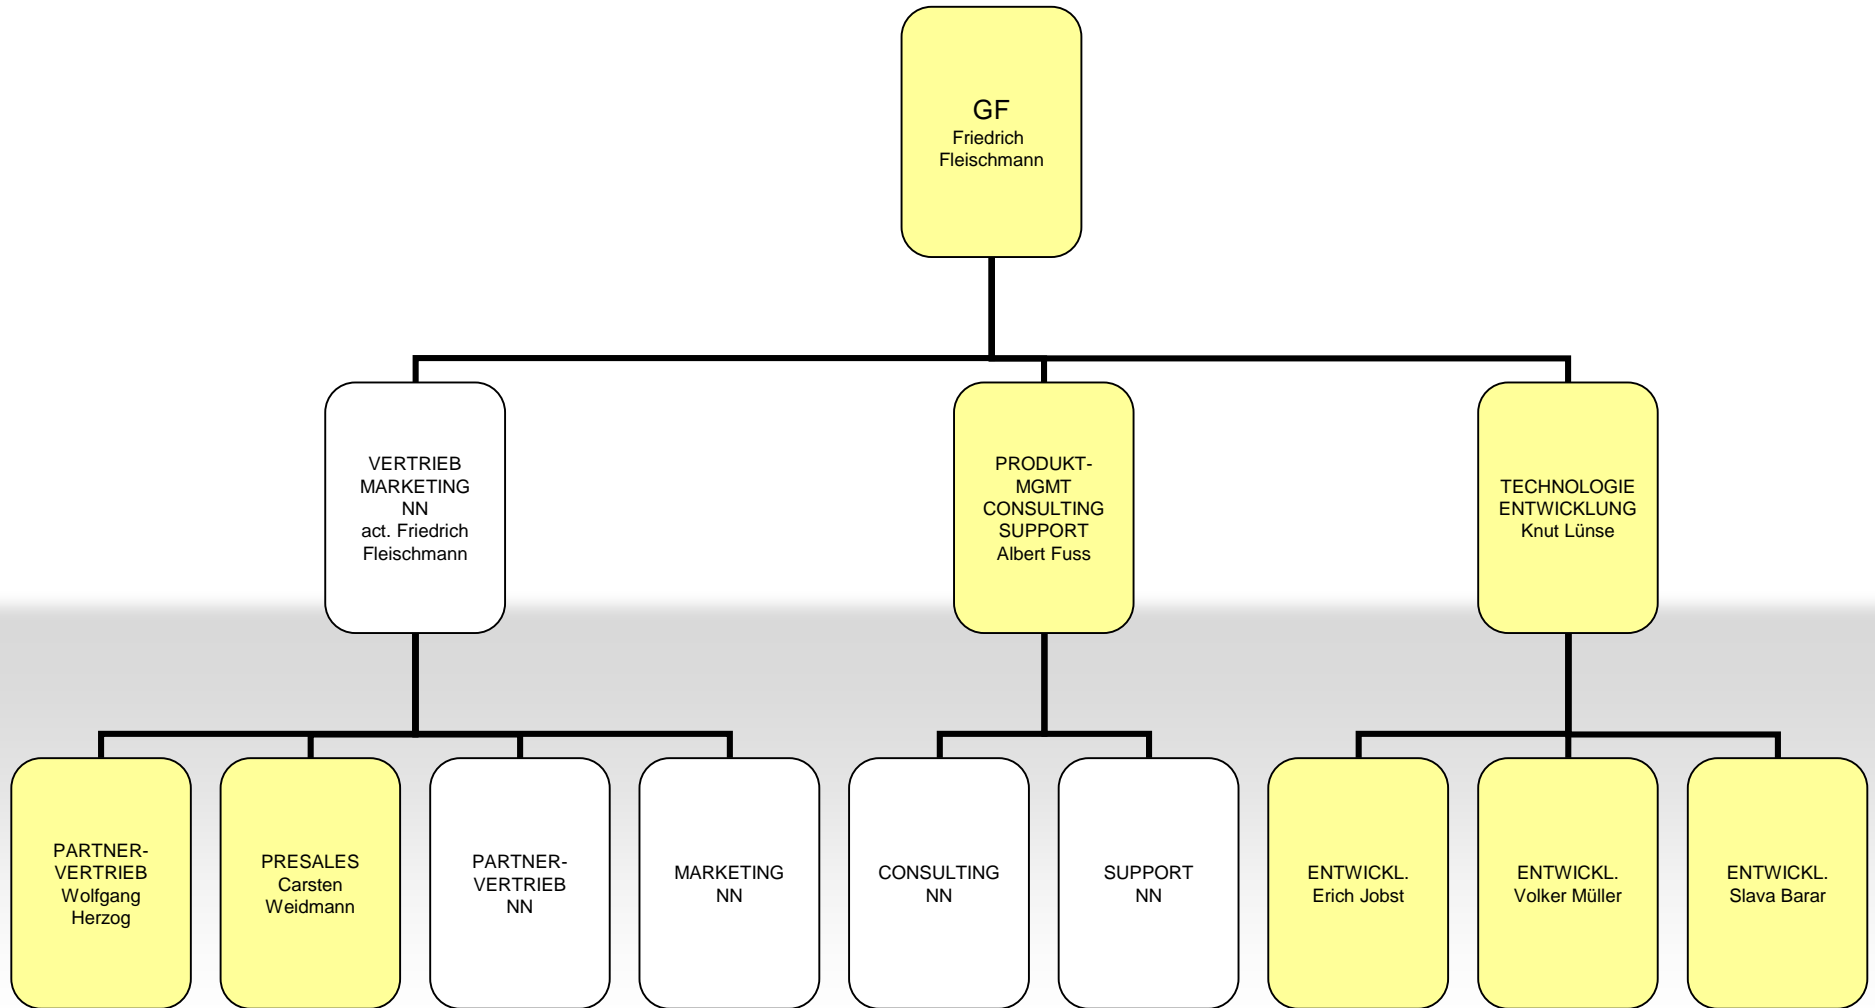 GF
Friedrich
Fleischmann
VERTRIEB
MARKETING
NN
act. Friedrich
Fleischmann
PRODUKT-
MGMT
CONSULTING
SUPPORT
Albert Fuss
TECHNOLOGIE
ENTWICKLUNG
Knut Lünse
PARTNER-
VERTRIEB
Wolfgang
Herzog
PRESALES
Carsten
Weidmann
PARTNER-
VERTRIEB
NN
MARKETING
NN
CONSULTING
NN
SUPPORT
NN
ENTWICKL.
Erich Jobst
ENTWICKL.
Volker Müller
ENTWICKL.
Slava Barar